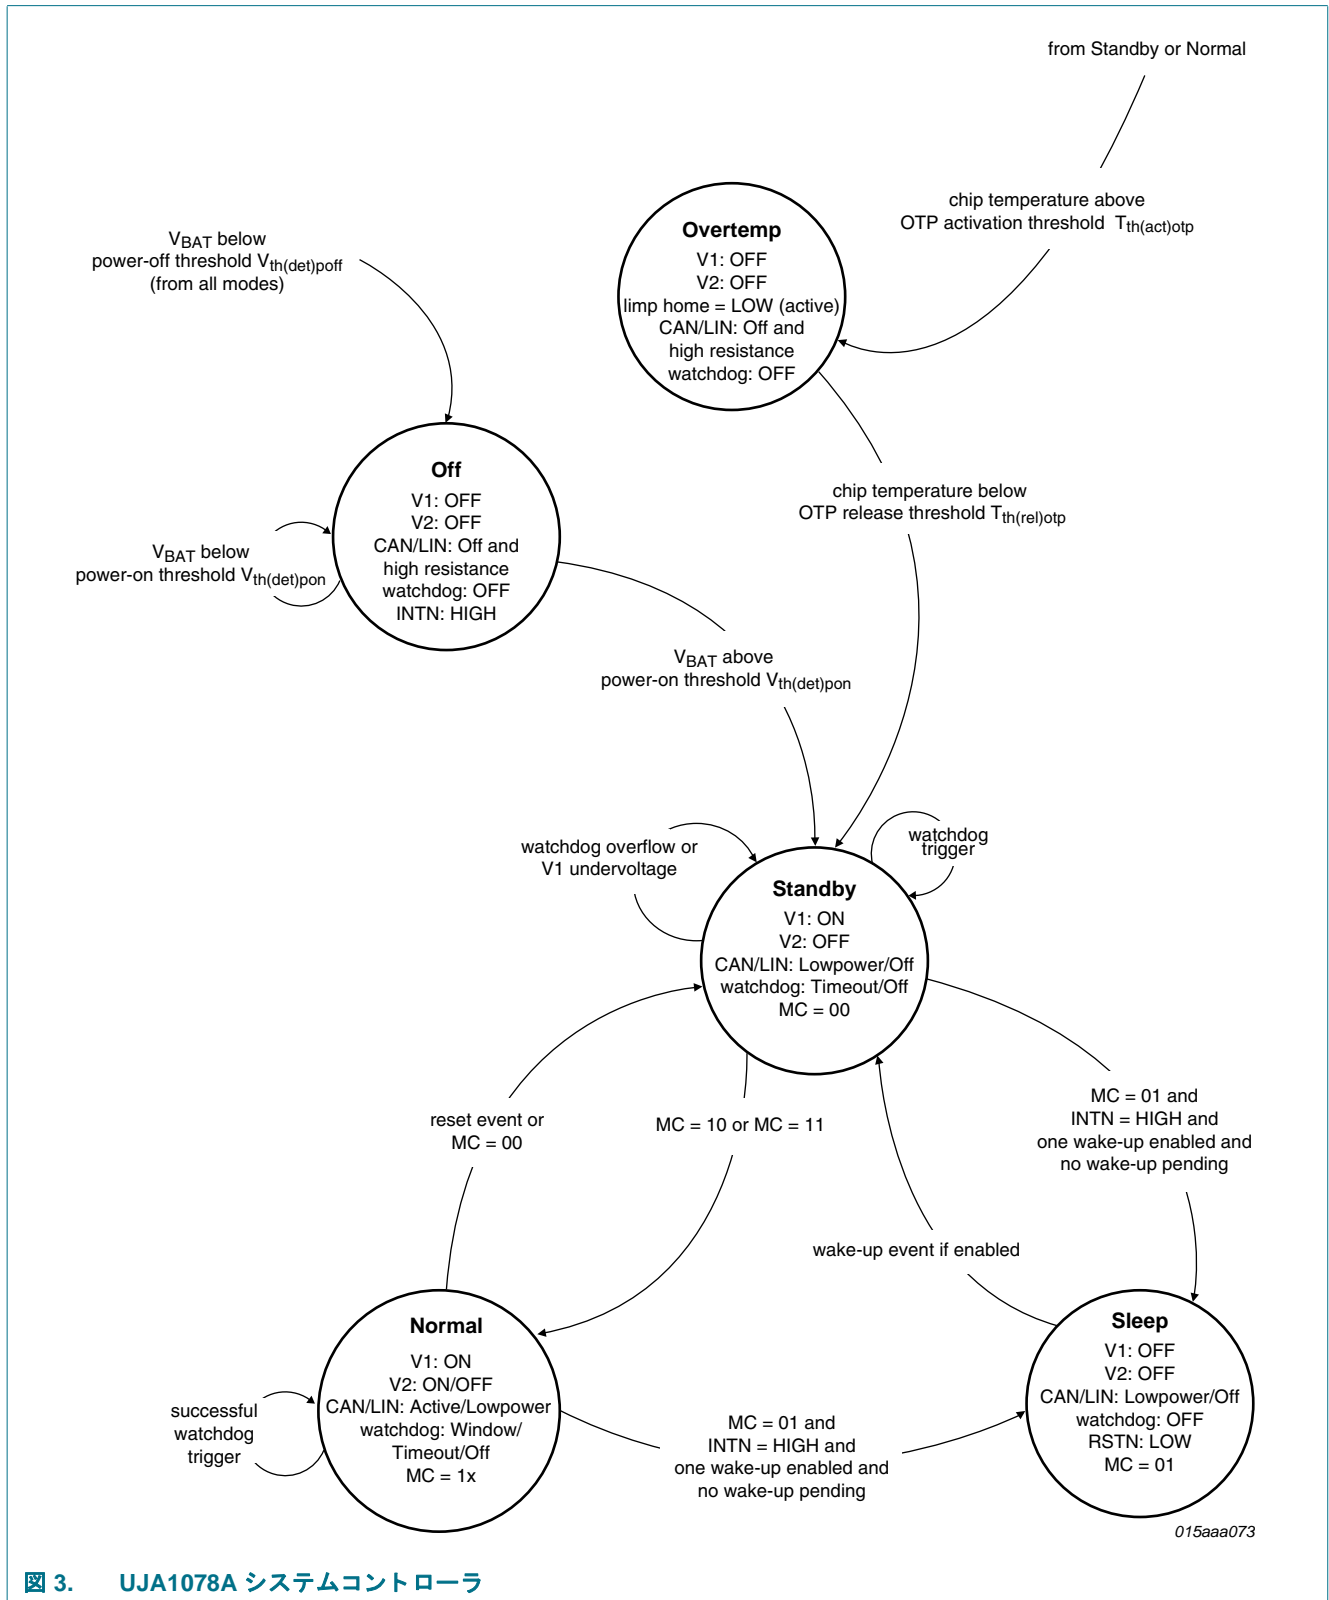 from Standby or Normal
chip temperature above
OTP activation threshold Tth(act)otp
Overtemp
V1: OFF
V2: OFF
limp home = LOW (active)
CAN/LIN: Off and
high resistance
watchdog: OFF
VBAT below
power-off threshold Vth(det)poff
(from all modes)
Off
V1: OFF
V2: OFF
CAN/LIN: Off and
high resistance
watchdog: OFF
INTN: HIGH
VBAT below
power-on threshold Vth(det)pon
chip temperature below
OTP release threshold Tth(rel)otp
VBAT above
power-on threshold Vth(det)pon
watchdog overflow or
V1 undervoltage
watchdog
trigger
Standby
V1: ON
V2: OFF
CAN/LIN: Lowpower/Off
watchdog: Timeout/Off
MC = 00
reset event or
MC = 00
MC = 10 or MC = 11
MC = 01 and
INTN = HIGH and
one wake-up enabled and
no wake-up pending
wake-up event if enabled
Normal
V1: ON
V2: ON/OFF
CAN/LIN: Active/Lowpower
watchdog: Window/
Timeout/Off
MC = 1x
successful
watchdog
trigger
MC = 01 and
INTN = HIGH and
one wake-up enabled and
no wake-up pending
Sleep
V1: OFF
V2: OFF
CAN/LIN: Lowpower/Off
watchdog: OFF
RSTN: LOW
MC = 01
015aaa073
図 3. UJA1078A システムコントローラ